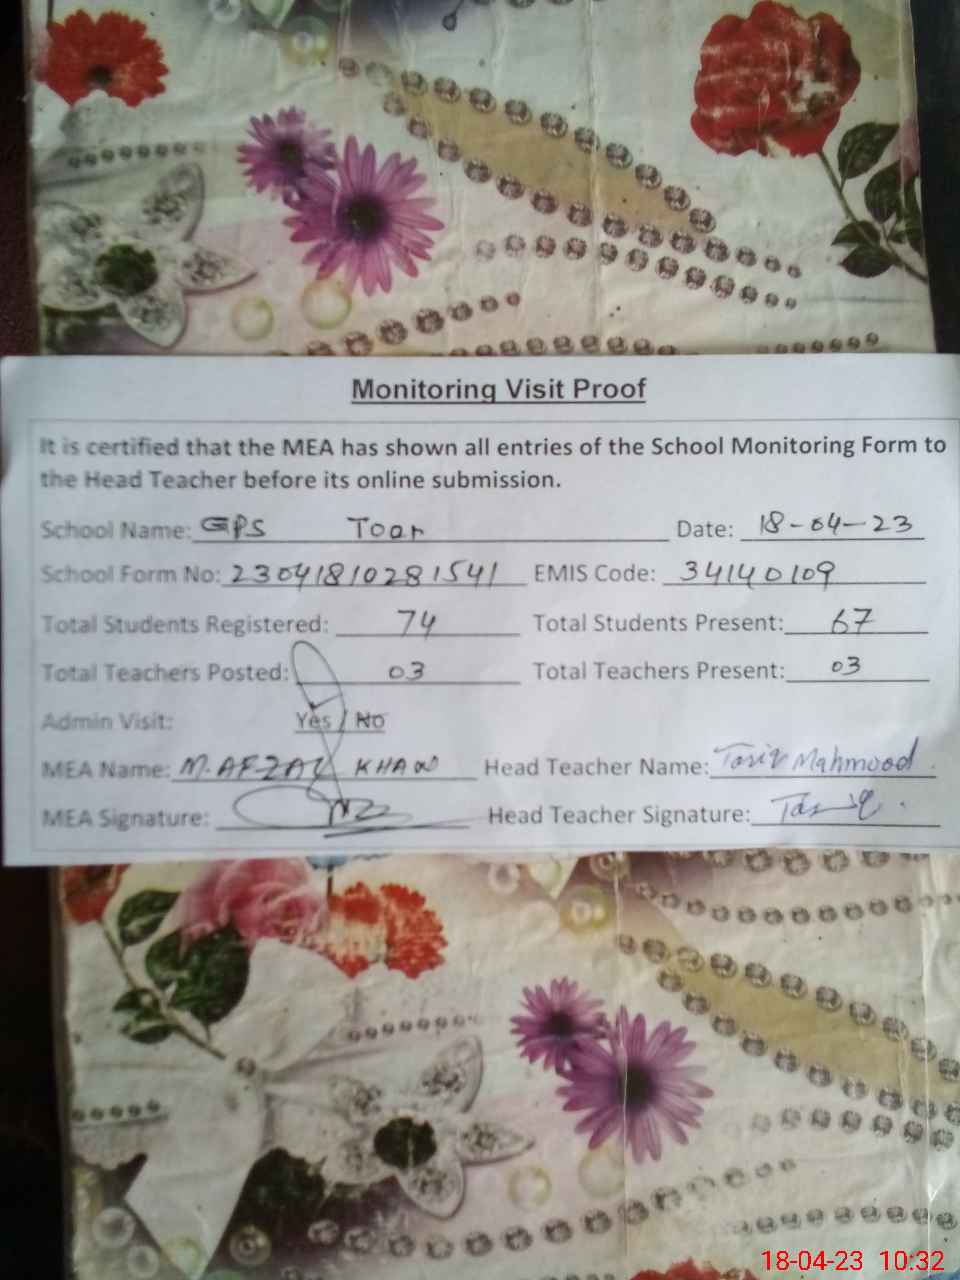 Monitoring Visit Proof
It is certified that the MEA has shown all entries of the School Monitoring Form to
the Head Teacher before its online submission.
School Name: GPS Toar Date: 18-04-23
School Form No: 23041810281541 EMIS Code: 34140109
Total Students Registered: 74 Total Students Present: 67
Total Teachers Posted: 03 Total Teachers Present: 03
Admin Visit: Yes / No
MEA Name: M. AFZAL KHAN Head Teacher Name: Tariq Mahmood
MEA Signature: Head Teacher Signature: Tariq
18-04-23 10:32